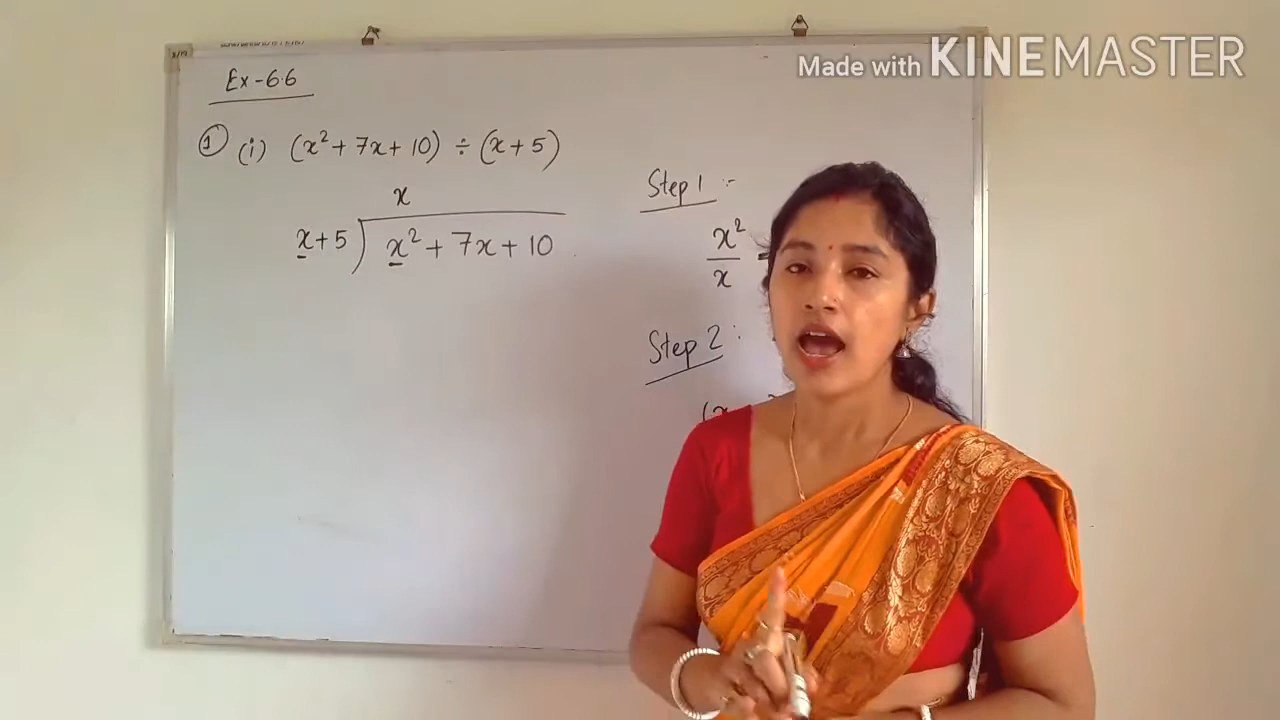 Made with KINEMASTER
Ex-6.6
1 (i) (x² + 7x + 10) ÷ (x + 5)
x
x + 5 ) x² + 7x + 10
Step 1 :-
x²
x
Step 2 :
(x